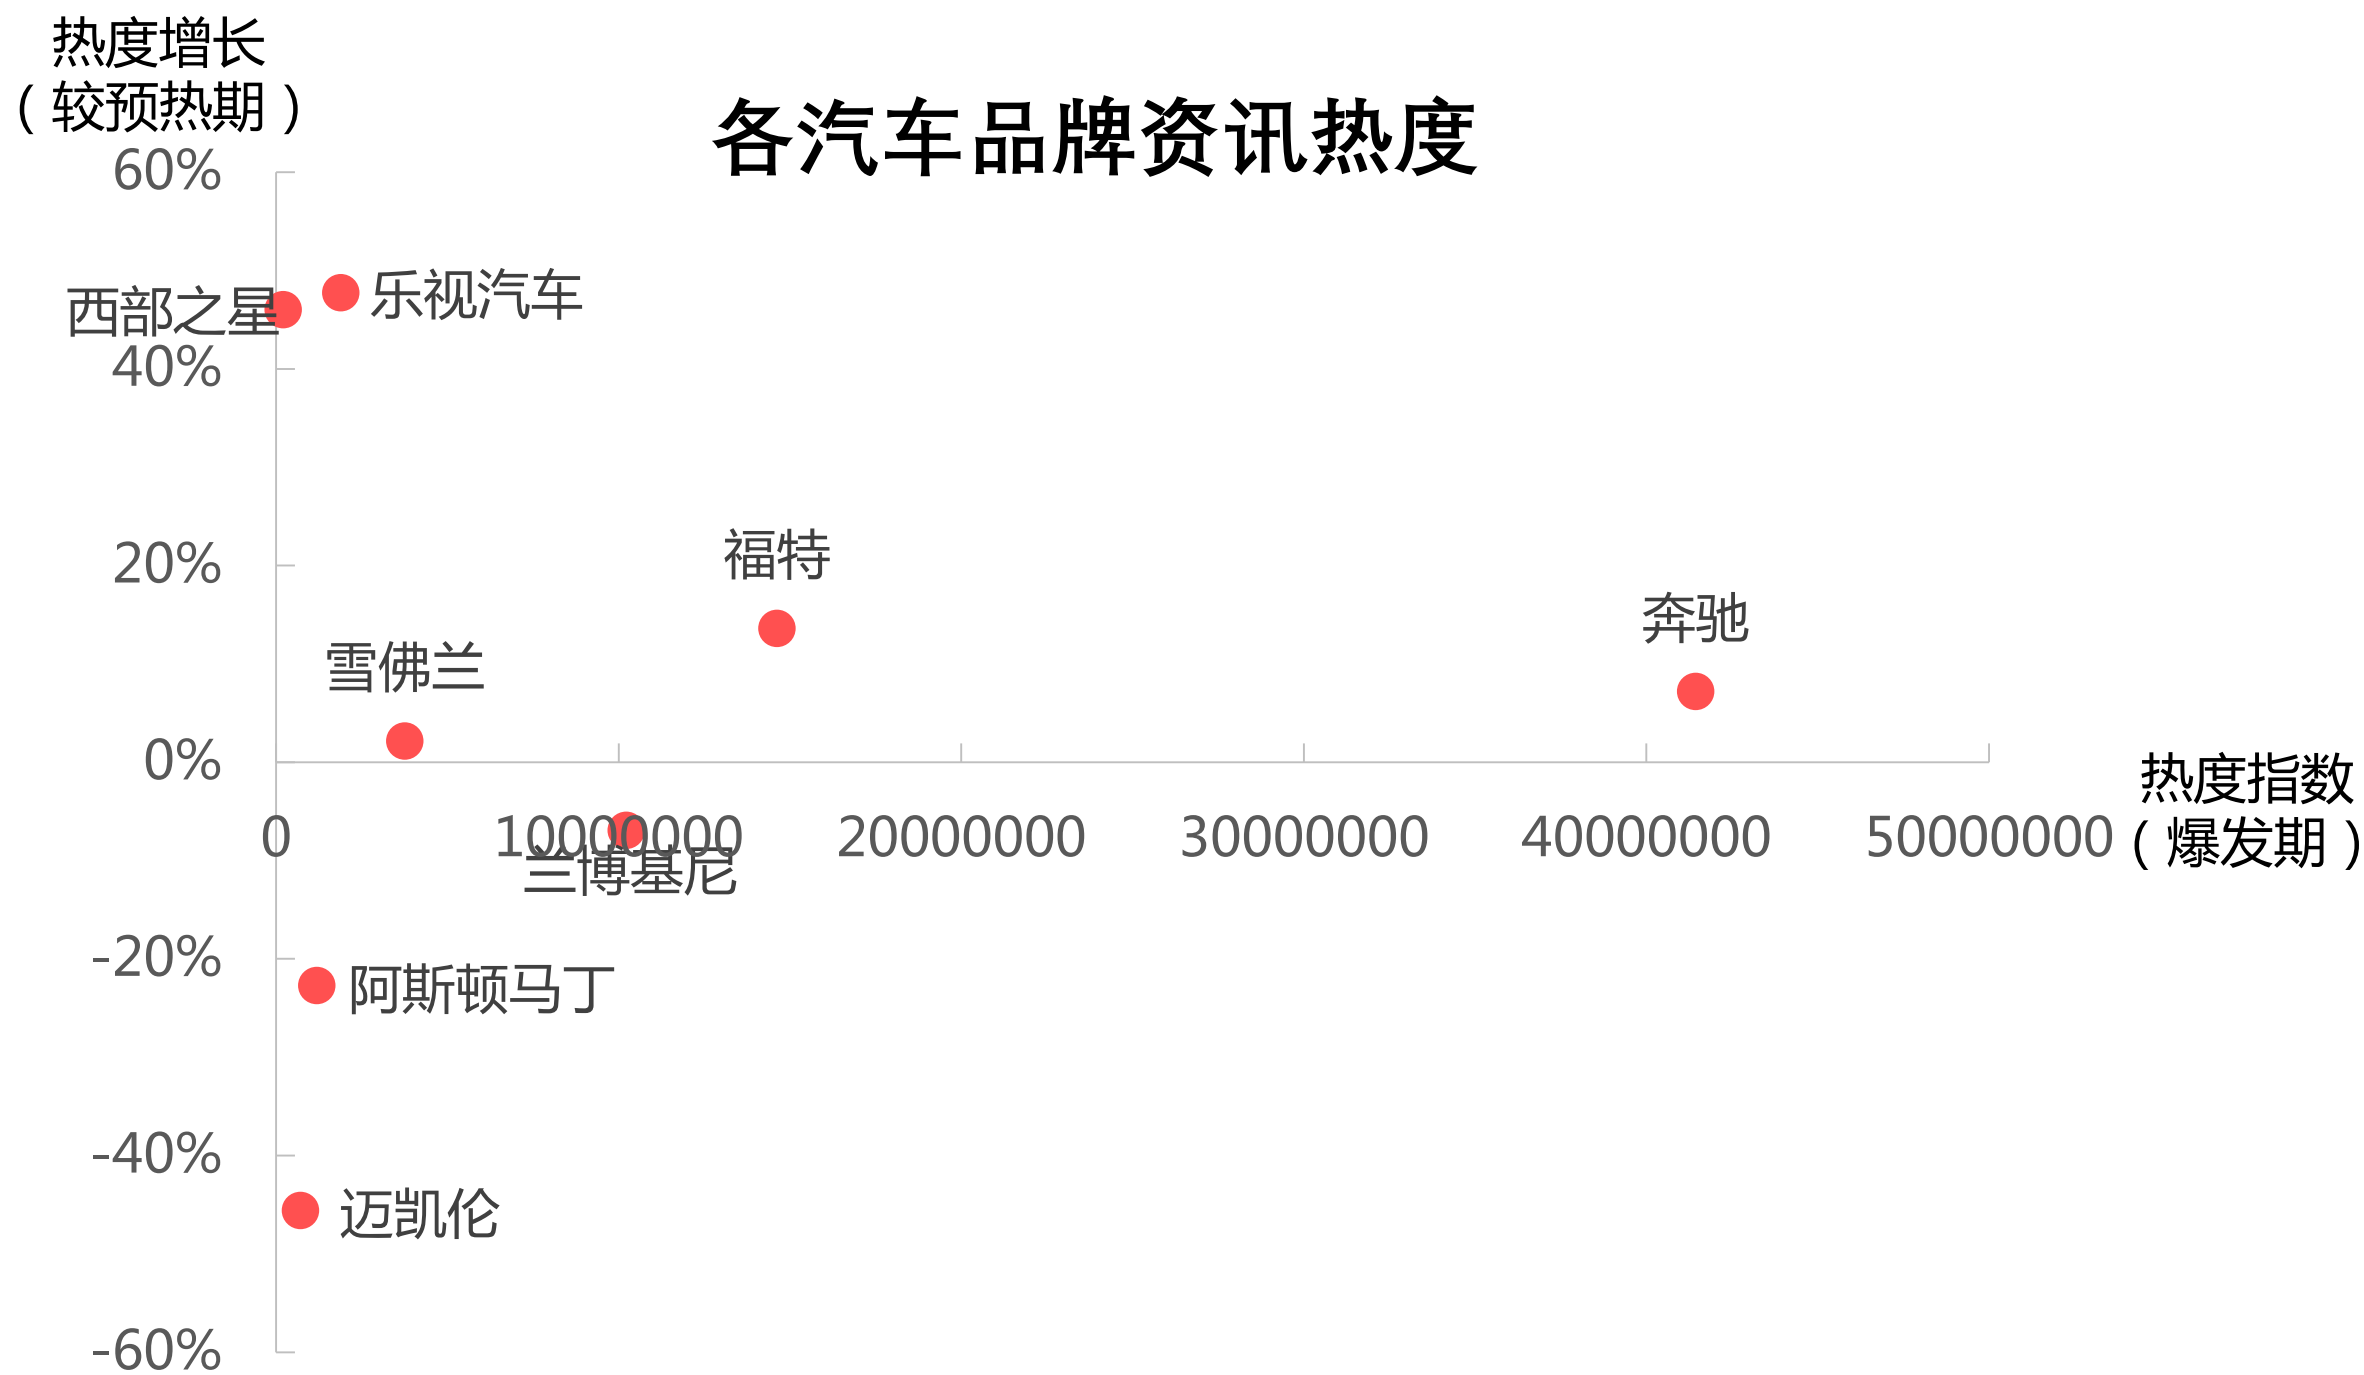 热度增长
（较预热期）
各汽车品牌资讯热度
60%
乐视汽车
西部之星
40%
福特
20%
奔驰
雪佛兰
0%
热度指数
（爆发期）
0 10000000 20000000 30000000 40000000 50000000
兰博基尼
-20%
阿斯顿马丁
-40%
迈凯伦
-60%